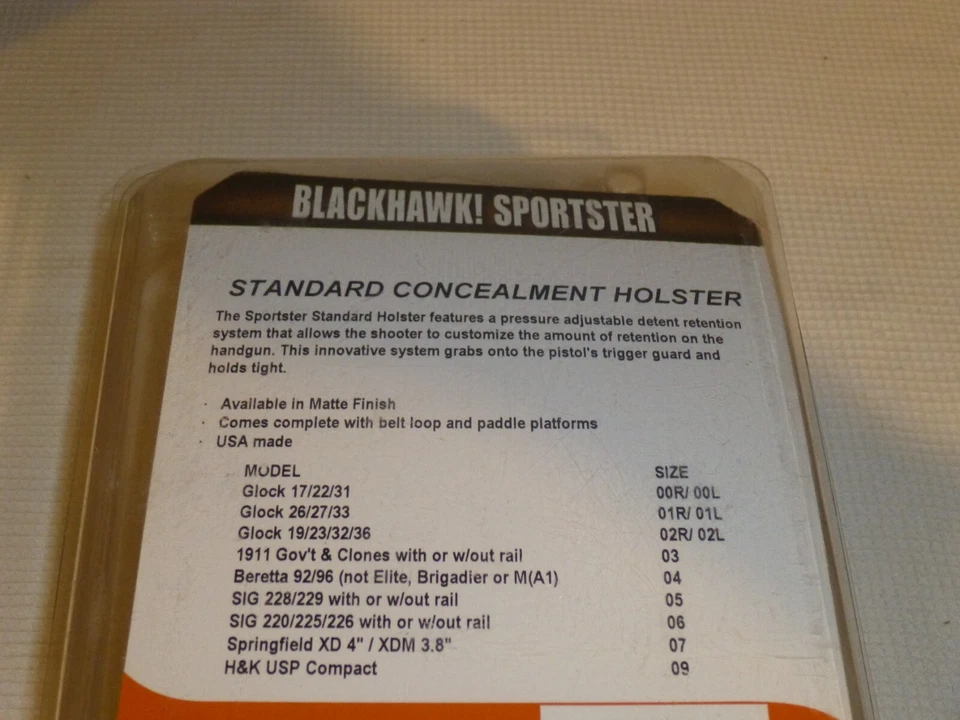 BLACKHAWK! SPORTSTER
STANDARD CONCEALMENT HOLSTER
The Sportster Standard Holster features a pressure adjustable detent retention
system that allows the shooter to customize the amount of retention on the
handgun. This innovative system grabs onto the pistol's trigger guard and
holds tight.
· Available in Matte Finish
· Comes complete with belt loop and paddle platforms
· USA made
MODEL SIZE
Glock 17/22/31 00R/ 00L
Glock 26/27/33 01R/ 01L
Glock 19/23/32/36 02R/ 02L
1911 Gov't & Clones with or w/out rail 03
Beretta 92/96 (not Elite, Brigadier or M(A1) 04
SIG 228/229 with or w/out rail 05
SIG 220/225/226 with or w/out rail 06
Springfield XD 4" / XDM 3.8" 07
H&K USP Compact 09